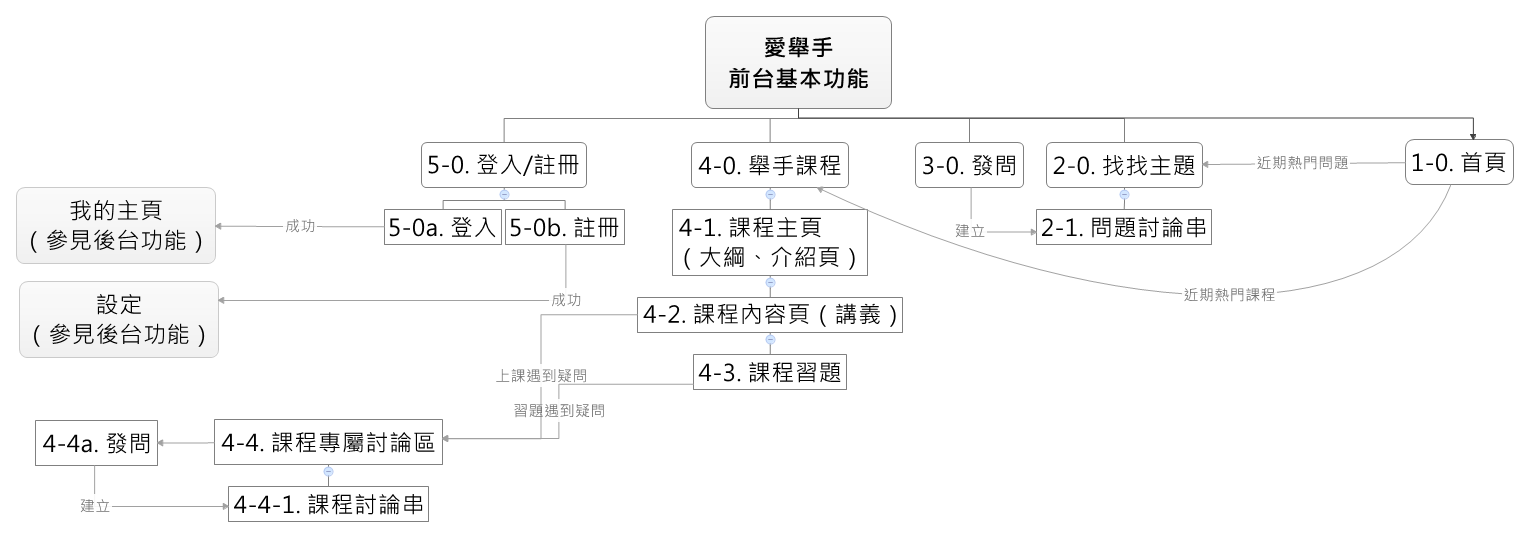 愛舉手
前台基本功能
5-0. 登入/註冊
4-0. 舉手課程
3-0. 發問
2-0. 找找主題
近期熱門問題
1-0. 首頁
我的主頁
（參見後台功能）
成功
5-0a. 登入
5-0b. 註冊
4-1. 課程主頁
（大綱、介紹頁）
建立
2-1. 問題討論串
設定
（參見後台功能）
成功
近期熱門課程
4-2. 課程內容頁（講義）
4-3. 課程習題
上課遇到疑問
習題遇到疑問
4-4a. 發問
4-4. 課程專屬討論區
建立
4-4-1. 課程討論串